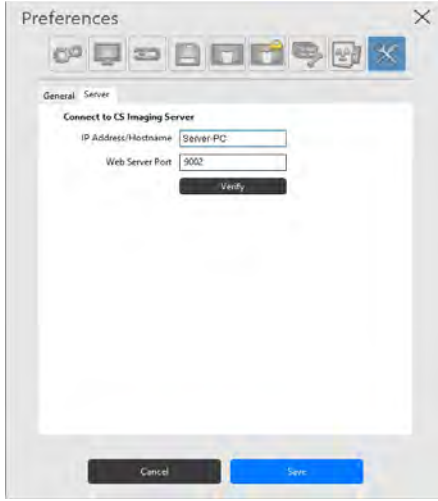 Preferences
General Server
Connect to CS Imaging Server
IP Address/Hostname Server-PC
Web Server Port 9002
Verify
Cancel Save